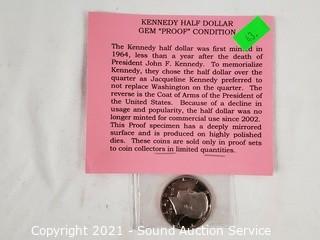 KENNEDY HALF DOLLAR
GEM "PROOF" CONDITION
63.
The Kennedy half dollar was first minted in
1964, less than a year after the death of
President John F. Kennedy. To memorialize
Kennedy, they chose the half dollar over the
quarter as Jacqueline Kennedy preferred to
not replace Washington on the quarter. The
reverse is the Coat of Arms of the President of
the United States. Because of a decline in
usage and popularity, the half dollar was no
longer minted for commercial use since 2002.
This Proof specimen has a deeply mirrored
surface and is produced on highly polished
dies. These coins are sold only in proof sets
to coin collectors in limited quantities.
Copyright 2021 - Sound Auction Service